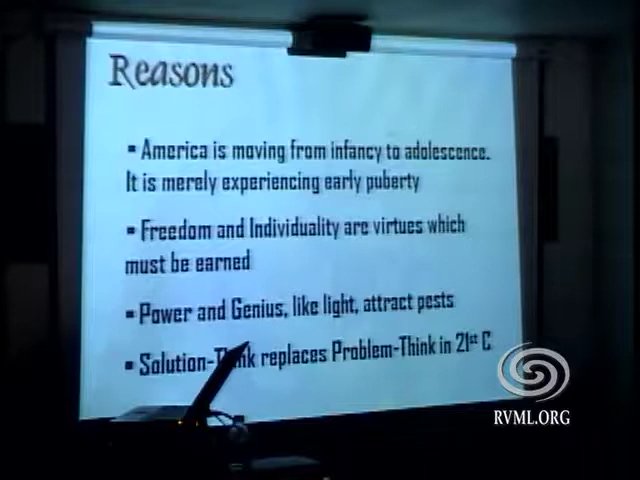 Reasons
▪ America is moving from infancy to adolescence.
It is merely experiencing early puberty
▪ Freedom and Individuality are virtues which
must be earned
▪ Power and Genius, like light, attract pests
▪ Solution-Think replaces Problem-Think in 21st C
RVML.ORG